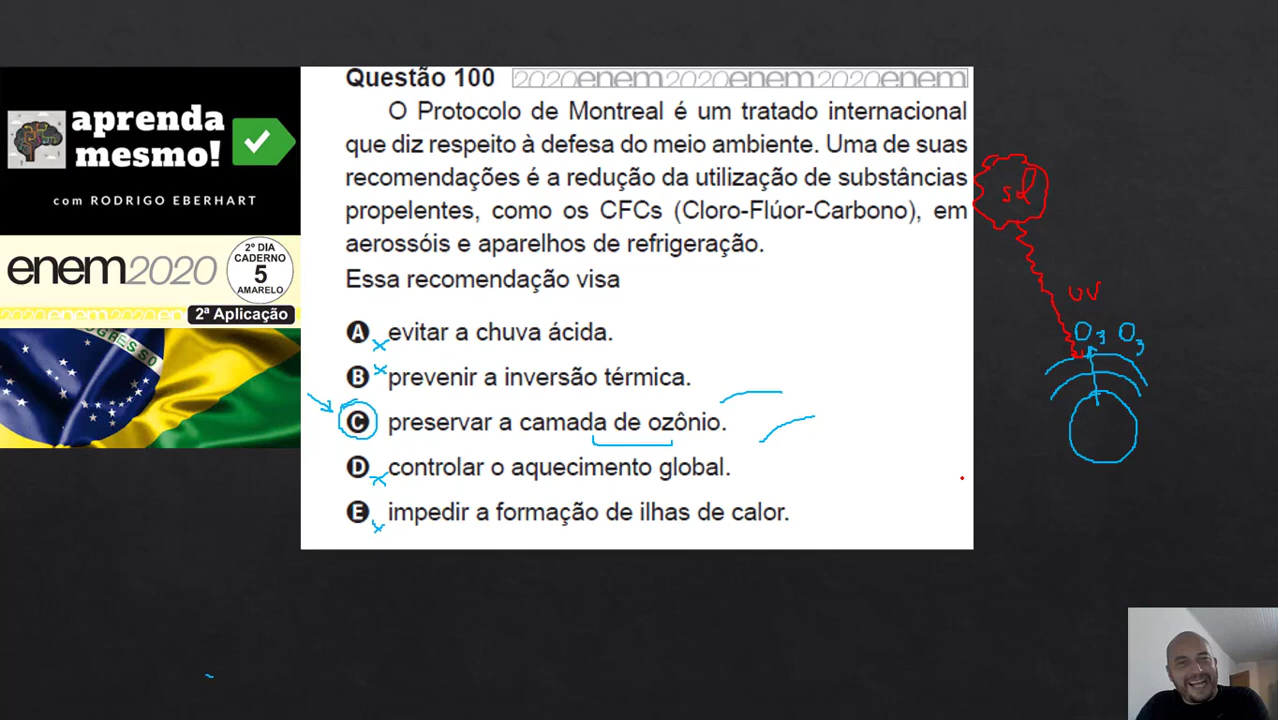 aprenda
mesmo!
com RODRIGO EBERHART
enem2020
2º DIA
CADERNO
5
AMARELO
2ª Aplicação
Questão 100
2020enem2020enem2020enem
O Protocolo de Montreal é um tratado internacional
que diz respeito à defesa do meio ambiente. Uma de suas
recomendações é a redução da utilização de substâncias
propelentes, como os CFCs (Cloro-Flúor-Carbono), em
aerossóis e aparelhos de refrigeração.
Essa recomendação visa
A evitar a chuva ácida.
B prevenir a inversão térmica.
C preservar a camada de ozônio.
D controlar o aquecimento global.
E impedir a formação de ilhas de calor.
sol
UV
O3 O3